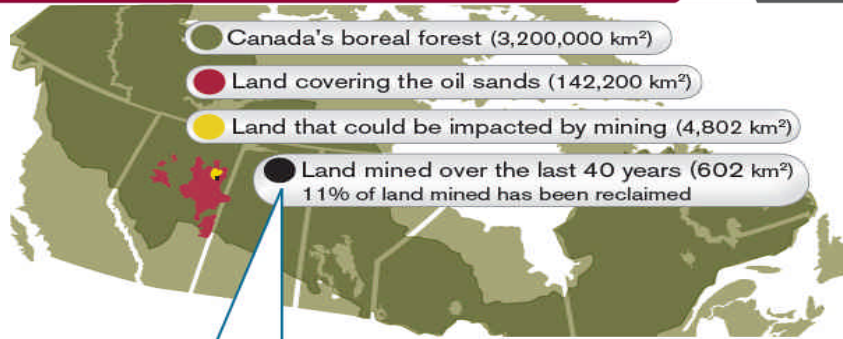 Canada's boreal forest (3,200,000 km²)
Land covering the oil sands (142,200 km²)
Land that could be impacted by mining (4,802 km²)
Land mined over the last 40 years (602 km²)
11% of land mined has been reclaimed